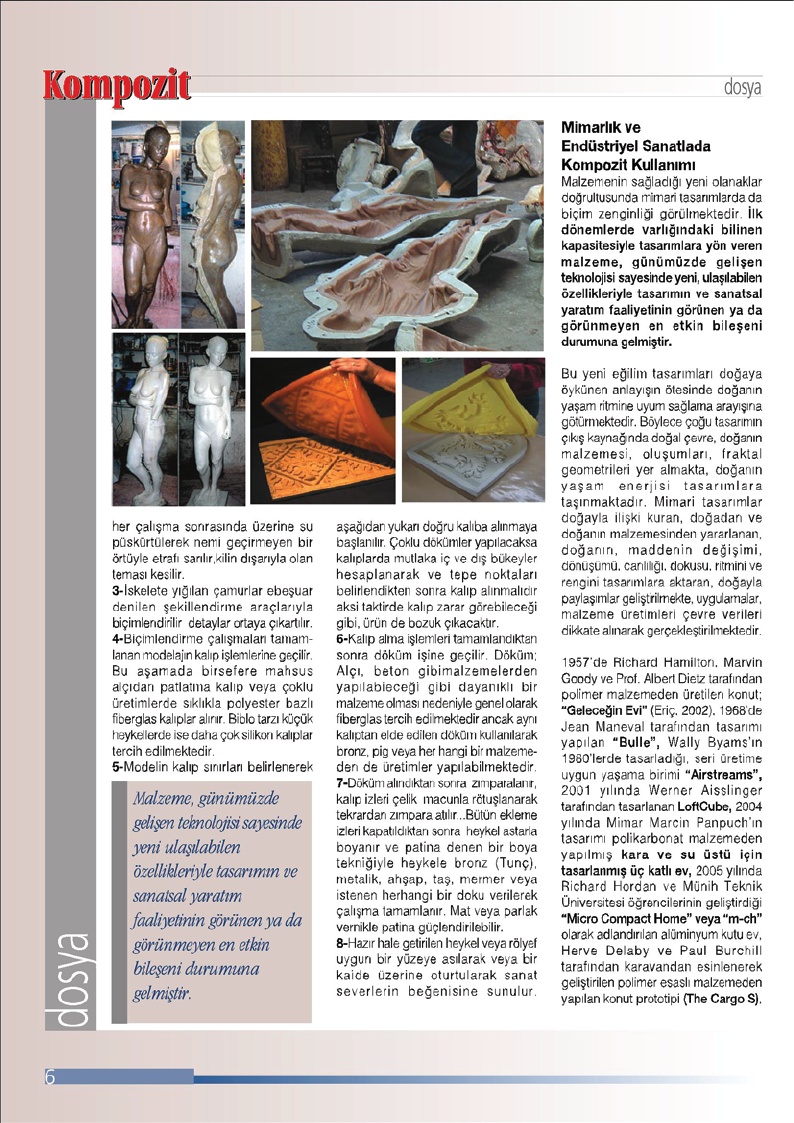 Kompozit
dosya
her çalışma sonrasında üzerine su
püskürtülerek nemi geçirmeyen bir
örtüyle etrafı sarılır,kilin dışarıyla olan
teması kesilir.
3-İskelete yığılan çamurlar ebeşuar
denilen şekillendirme araçlarıyla
biçimlendirilir detaylar ortaya çıkartılır.
4-Biçimlendirme çalışmaları tamam-
lanan modelajın kalıp işlemlerine geçilir.
Bu aşamada birsefere mahsus
alçıdan patlatma kalıp veya çoklu
üretimlerde sıklıkla polyester bazlı
fiberglas kalıplar alınır. Biblo tarzı küçük
heykellerde ise daha çok silikon kalıplar
tercih edilmektedir.
5-Modelin kalıp sınırları belirlenerek
Malzeme, günümüzde
gelişen teknolojisi sayesinde
yeni ulaşılabilen
özellikleriyle tasarımın ve
sanatsal yaratım
faaliyetinin görünen ya da
görünmeyen en etkin
bileşeni durumuna
gelmiştir.
aşağıdan yukarı doğru kalıba alınmaya
başlanılır. Çoklu dökümler yapılacaksa
kalıplarda mutlaka iç ve dış bükeyler
hesaplanarak ve tepe noktaları
belirlendikten sonra kalıp alınmalıdır
aksi taktirde kalıp zarar görebileceği
gibi, ürün de bozuk çıkacaktır.
6-Kalıp alma işlemleri tamamlandıktan
sonra döküm işine geçilir. Döküm;
Alçı, beton gibimalzemelerden
yapılabileceği gibi dayanıklı bir
malzeme olması nedeniyle genel olarak
fiberglas tercih edilmektedir ancak aynı
kalıptan elde edilen döküm kullanılarak
bronz, pig veya her hangi bir malzeme-
den de üretimler yapılabilmektedir.
7-Döküm alındıktan sonra zımparalanır,
kalıp izleri çelik macunla rötuşlanarak
tekrardan zımpara atılır...Bütün ekleme
izleri kapatıldıktan sonra heykel astarla
boyanır ve patina denen bir boya
tekniğiyle heykele bronz (Tunç),
metalik, ahşap, taş, mermer veya
istenen herhangi bir doku verilerek
çalışma tamamlanır. Mat veya parlak
vernikle patina güçlendirilebilir.
8-Hazır hale getirilen heykel veya rölyef
uygun bir yüzeye asılarak veya bir
kaide üzerine oturtularak sanat
severlerin beğenisine sunulur.
Mimarlık ve
Endüstriyel Sanatlada
Kompozit Kullanımı
Malzemenin sağladığı yeni olanaklar
doğrultusunda mimari tasarımlarda da
biçim zenginliği görülmektedir. İlk
dönemlerde varlığındaki bilinen
kapasitesiyle tasarımlara yön veren
malzeme, günümüzde gelişen
teknolojisi sayesinde yeni, ulaşılabilen
özellikleriyle tasarımın ve sanatsal
yaratım faaliyetinin görünen ya da
görünmeyen en etkin bileşeni
durumuna gelmiştir.
Bu yeni eğilim tasarımları doğaya
öykünen anlayışın ötesinde doğanın
yaşam ritmine uyum sağlama arayışına
götürmektedir. Böylece çoğu tasarımın
çıkış kaynağında doğal çevre, doğanın
malzemesi, oluşumları, fraktal
geometrileri yer almakta, doğanın
yaşam enerjisi tasarımlara
taşınmaktadır. Mimari tasarımlar
doğayla ilişki kuran, doğadan ve
doğanın malzemesinden yararlanan,
doğanın, maddenin değişimi,
dönüşümü, canlılığı, dokusu, ritmini ve
rengini tasarımlara aktaran, doğayla
paylaşımlar geliştirilmekte, uygulamalar,
malzeme üretimleri çevre verileri
dikkate alınarak gerçekleştirilmektedir.
1957'de Richard Hamilton, Marvin
Goody ve Prof. Albert Dietz tarafından
polimer malzemeden üretilen konut;
“Geleceğin Evi” (Eriç, 2002), 1968'de
Jean Maneval tarafından tasarımı
yapılan “Bulle”, Wally Byams'ın
1960'lerde tasarladığı, seri üretime
uygun yaşama birimi “Airstreams”,
2001 yılında Werner Aisslinger
tarafından tasarlanan LoftCube, 2004
yılında Mimar Marcin Panpuch'ın
tasarımı polikarbonat malzemeden
yapılmış kara ve su üstü için
tasarlanmış üç katlı ev, 2005 yılında
Richard Hordan ve Münih Teknik
Üniversitesi öğrencilerinin geliştirdiği
“Micro Compact Home” veya “m-ch”
olarak adlandırılan alüminyum kutu ev,
Herve Delaby ve Paul Burchill
tarafından karavandan esinlenerek
geliştirilen polimer esaslı malzemeden
yapılan konut prototipi (The Cargo S),
dosya
6